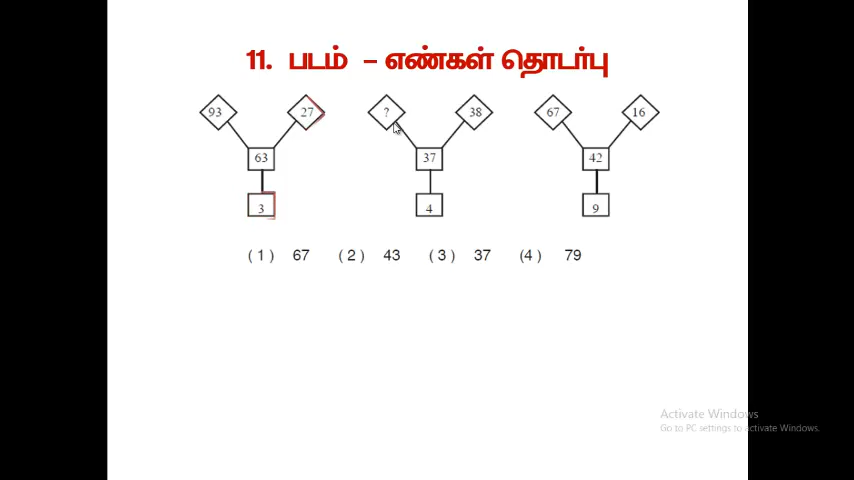 11. படம் – எண்கள் தொடர்பு
93 27 ? 38 67 16
63 37 42
3 4 9
( 1 ) 67 ( 2 ) 43 ( 3 ) 37 (4 ) 79
Activate Windows
Go to PC settings to activate Windows.